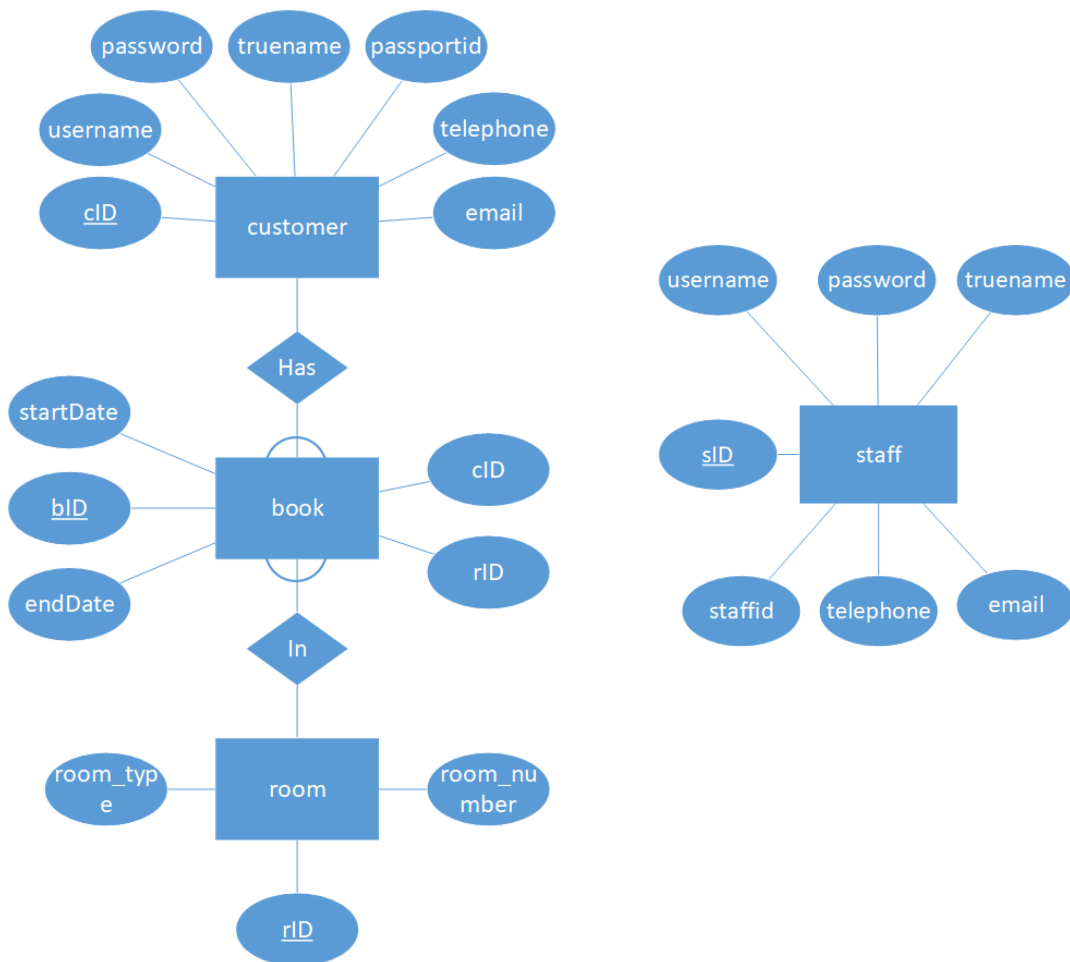 password
truename
passportid
username
telephone
cID
customer
email
Has
startDate
cID
bID
book
rID
endDate
In
room_typ
e
room
room_nu
mber
rID
username
password
truename
sID
staff
staffid
telephone
email